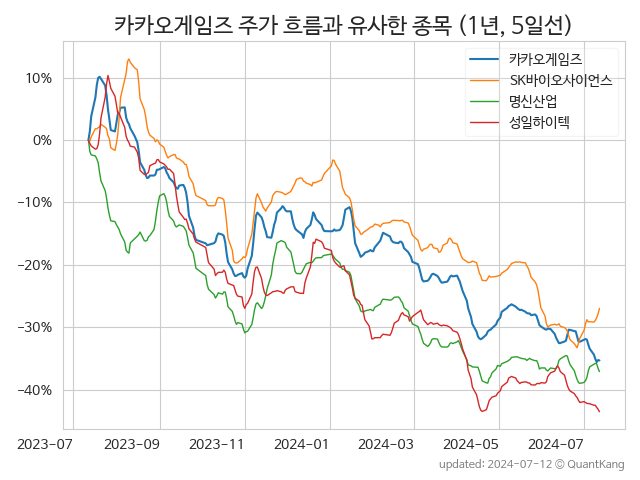 카카오게임즈 주가 흐름과 유사한 종목 (1년, 5일선)
카카오게임즈
SK바이오사이언스
명신산업
성일하이텍
10%
0%
−10%
−20%
−30%
−40%
2023-07 2023-09 2023-11 2024-01 2024-03 2024-05 2024-07
updated: 2024-07-12 © QuantKang